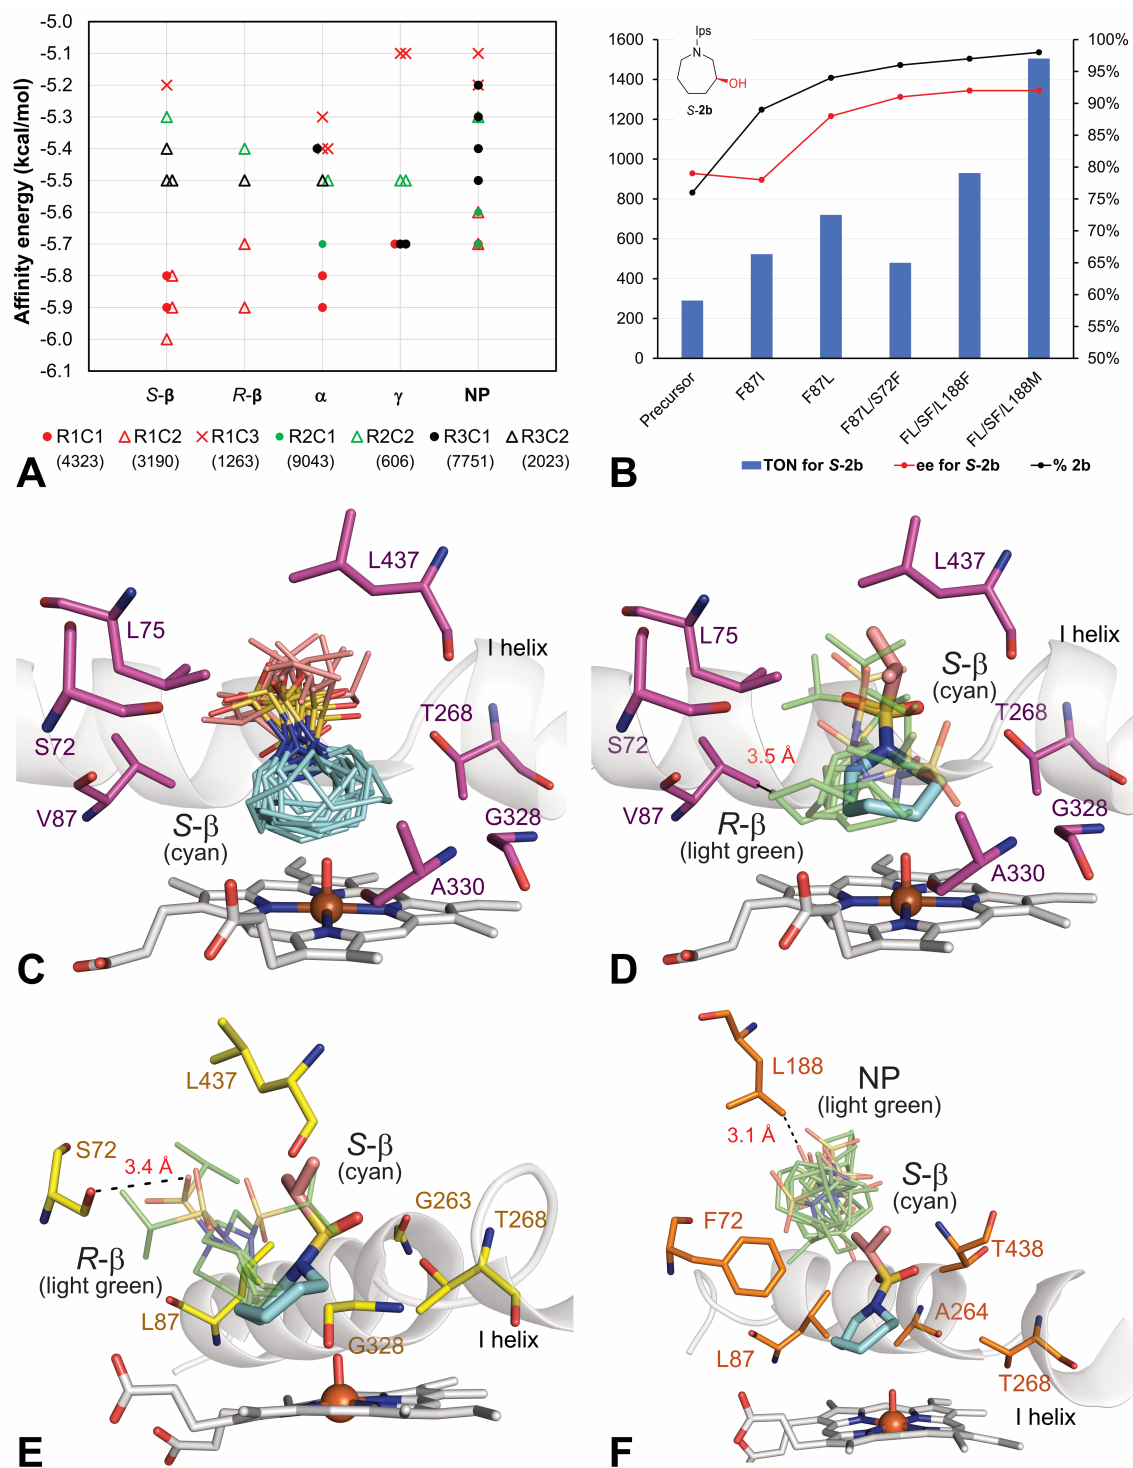 -5.0
-5.1
-5.2
-5.3
-5.4
-5.5
-5.6
-5.7
-5.8
-5.9
-6.0
-6.1
Affinity energy (kcal/mol)
S-β R-β α γ NP
R1C1 R1C2 R1C3 R2C1 R2C2 R3C1 R3C2
(4323) (3190) (1263) (9043) (606) (7751) (2023)
A
1600
1400
1200
1000
800
600
400
200
0
100%
95%
90%
85%
80%
75%
70%
65%
60%
55%
50%
Ips
N
OH
S-2b
Precursor
F87I
F87L
F87L/S72F
FL/SF/L188F
FL/SF/L188M
TON for S-2b ee for S-2b % 2b
B
L437
L75
I helix
T268
S72
V87
G328
S-β
(cyan)
A330
C
L437
L75
I helix
S-β
(cyan)
T268
S72
3.5 Å
V87
G328
R-β
(light green)
A330
D
L437
S72
3.4 Å
S-β
(cyan)
G263
T268
R-β
(light green)
L87
G328
I helix
E
L188
NP
(light green)
3.1 Å
S-β
(cyan)
F72
T438
A264
L87
T268
I helix
F